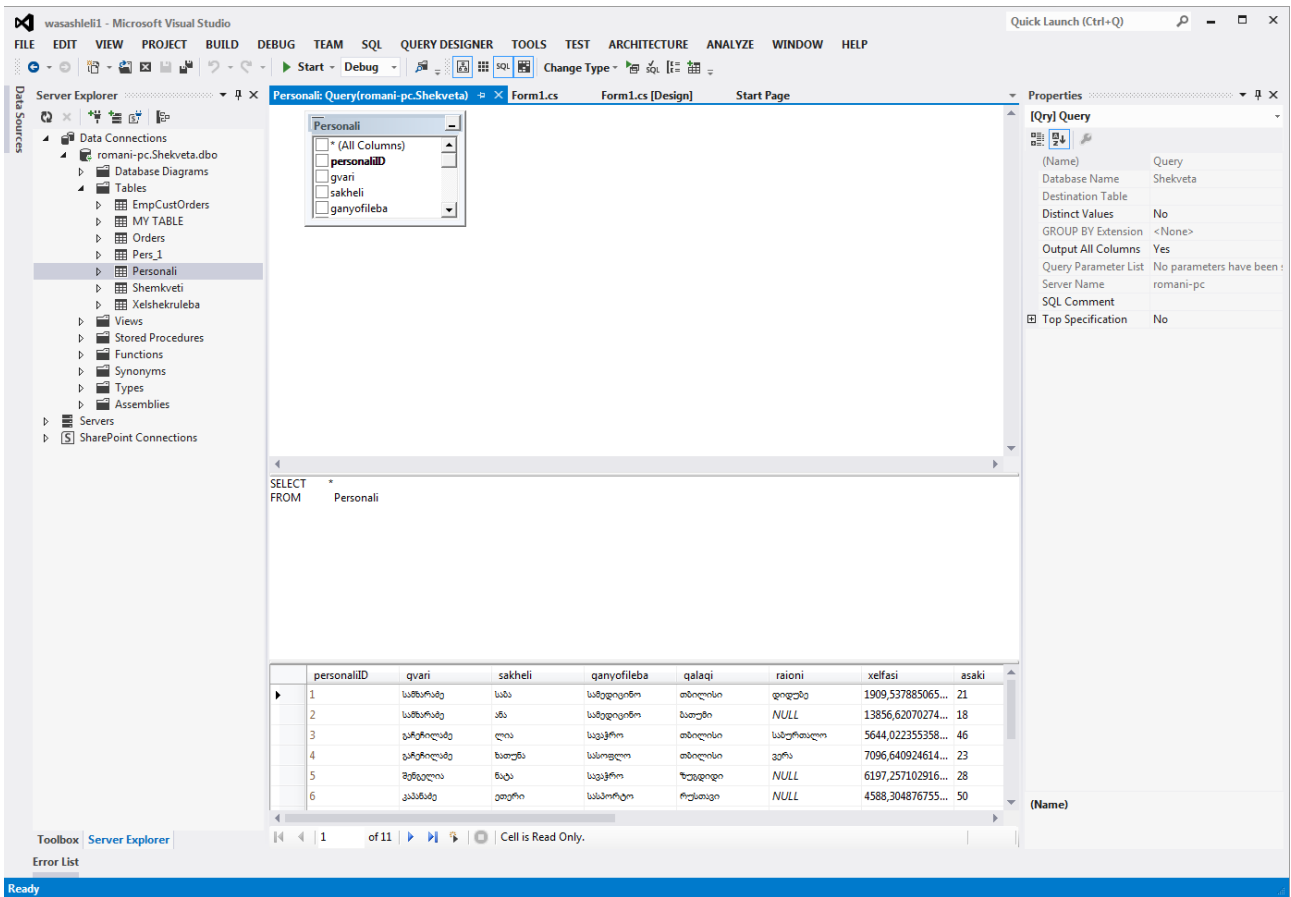 wasashleli1 - Microsoft Visual Studio
Quick Launch (Ctrl+Q)
FILE EDIT VIEW PROJECT BUILD DEBUG TEAM SQL QUERY DESIGNER TOOLS TEST ARCHITECTURE ANALYZE WINDOW HELP
Start Debug SQL Change Type SQL
Data Sources
Server Explorer
Data Connections
romani-pc.Shekveta.dbo
Database Diagrams
Tables
EmpCustOrders
MY TABLE
Orders
Pers_1
Personali
Shemkveti
Xelshekruleba
Views
Stored Procedures
Functions
Synonyms
Types
Assemblies
Servers
SharePoint Connections
Toolbox Server Explorer
Error List
Ready
Personali: Query(romani-pc.Shekveta) Form1.cs Form1.cs [Design] Start Page
Personali
* (All Columns)
personaliID
gvari
sakheli
ganyofileba
SELECT *
FROM Personali
personaliID gvari sakheli ganyofileba qalaqi raioni xelfasi asaki
1 სამხარაძე საბა სამედიცინო თბილისი დიდუბე 1909,537885065... 21
2 სამხარაძე ანა სამედიცინო ბათუმი NULL 13856,62070274... 18
3 გაჩეჩილაძე ლია სავაჭრო თბილისი საბურთალო 5644,022355358... 46
4 გაჩეჩილაძე ხათუნა სასოფლო თბილისი ვერა 7096,640924614... 23
5 შენგელია ნატა სავაჭრო ზუგდიდი NULL 6197,257102916... 28
6 კაპანაძე ეთერი სასპორტო რუსთავი NULL 4588,304876755... 50
1 of 11 Cell is Read Only.
Properties
[Qry] Query
(Name) Query
Database Name Shekveta
Destination Table
Distinct Values No
GROUP BY Extension <None>
Output All Columns Yes
Query Parameter List No parameters have been
Server Name romani-pc
SQL Comment
Top Specification No
(Name)